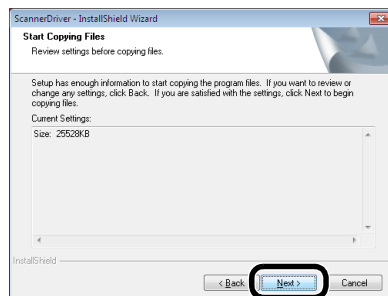 ScannerDriver - InstallShield Wizard
Start Copying Files
Review settings before copying files.
Setup has enough information to start copying the program files. If you want to review or
change any settings, click Back. If you are satisfied with the settings, click Next to begin
copying files.
Current Settings:
Size: 25528KB
InstallShield
< Back
Next >
Cancel